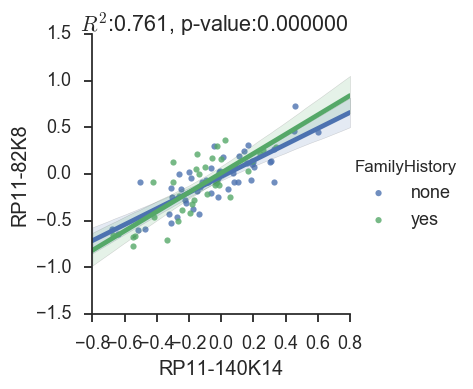 R²:0.761, p-value:0.000000
1.5
1.0
0.5
0.0
−0.5
−1.0
−1.5
RP11-82K8
−0.8 −0.6 −0.4 −0.2 0.0 0.2 0.4 0.6 0.8
RP11-140K14
FamilyHistory
none
yes